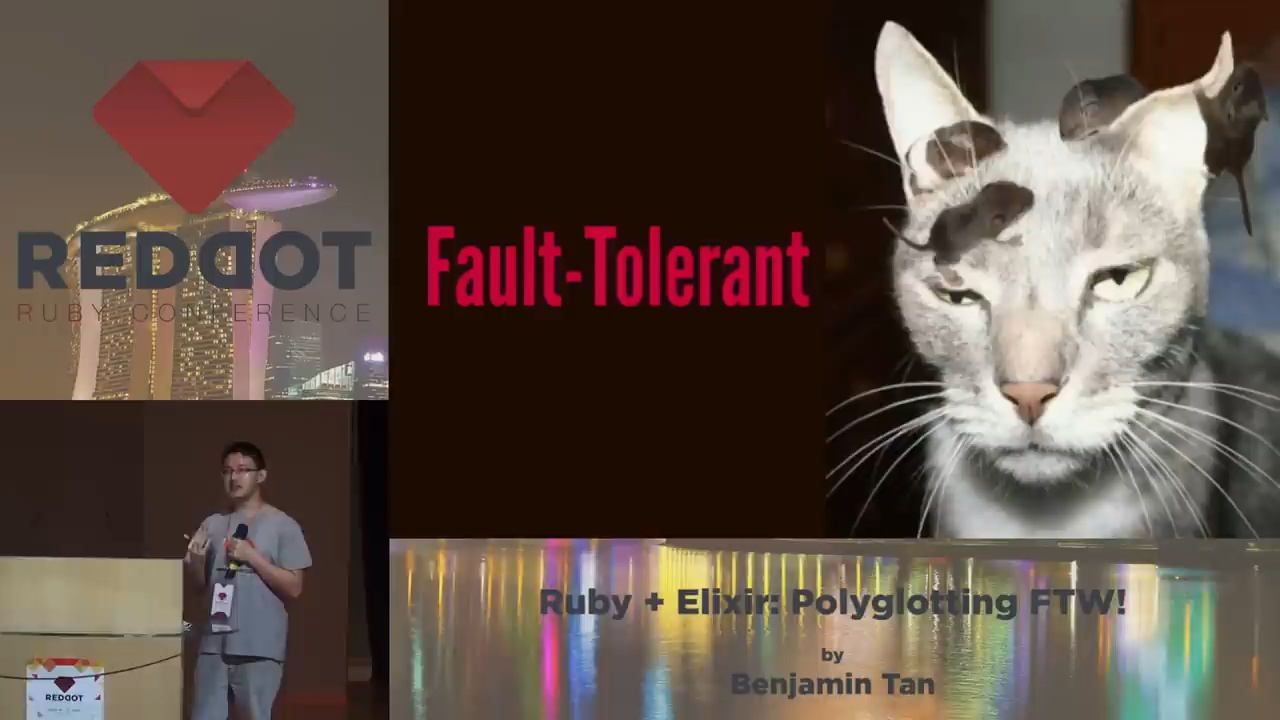 REDDOT
RUBY CONFERENCE
Fault-Tolerant
Ruby + Elixir: Polyglotting FTW!
by
Benjamin Tan
REDDOT